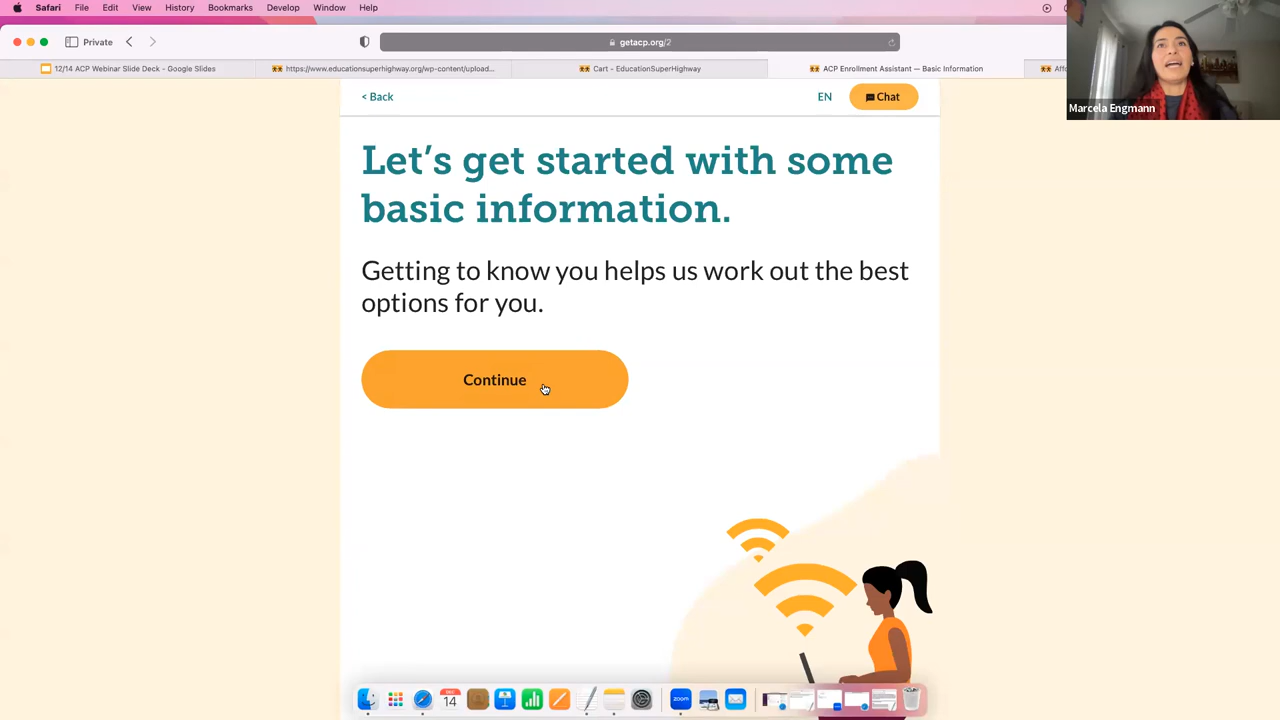 Safari File Edit View History Bookmarks Develop Window Help
Private
getacp.org/2
12/14 ACP Webinar Slide Deck - Google Slides
https://www.educationsuperhighway.org/wp-content/upload...
Cart - EducationSuperHighway
ACP Enrollment Assistant — Basic Information
Marcela Engmann
< Back
EN
Chat
Let’s get started with some
basic information.
Getting to know you helps us work out the best
options for you.
Continue
DEC
14
zoom